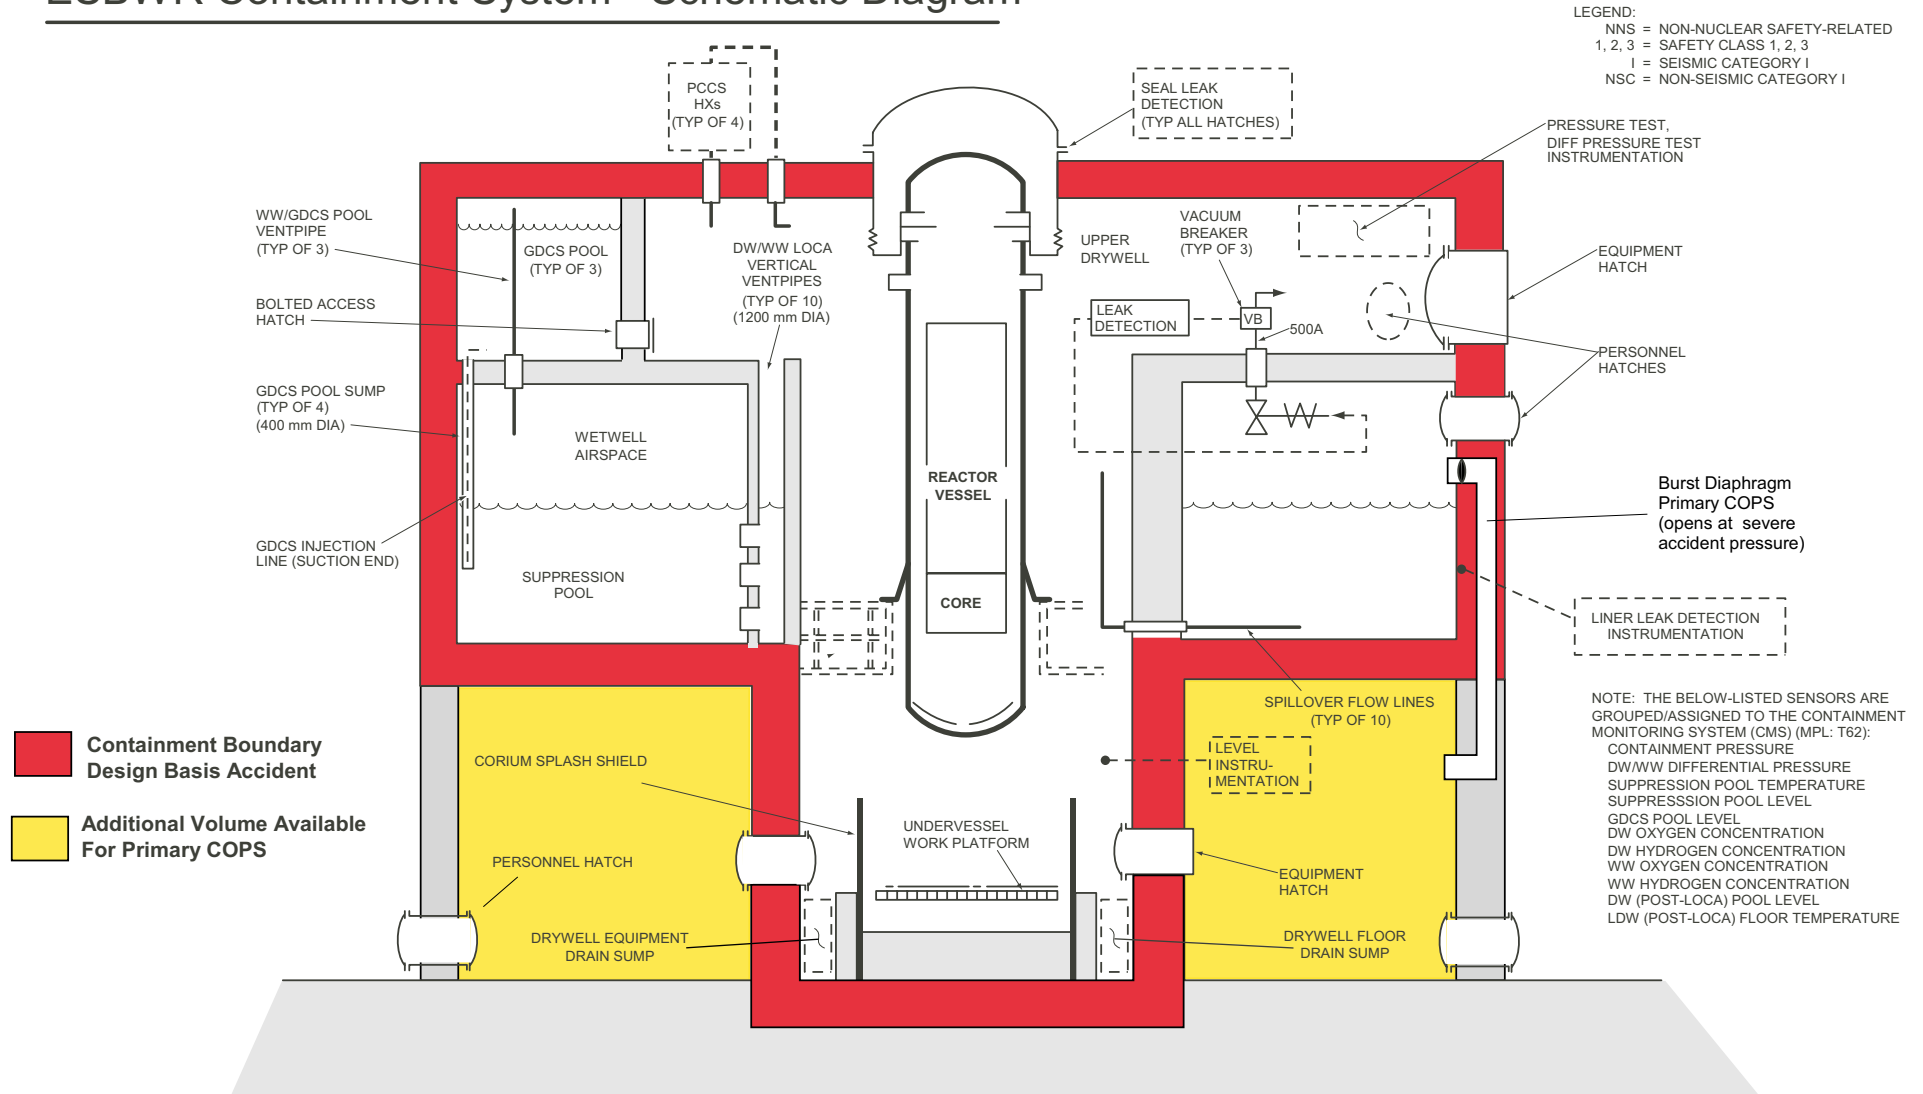 ESBWR Containment System - Schematic Diagram
LEGEND:
NNS = NON-NUCLEAR SAFETY-RELATED
1, 2, 3 = SAFETY CLASS 1, 2, 3
I = SEISMIC CATEGORY I
NSC = NON-SEISMIC CATEGORY I
PCCS
HXs
(TYP OF 4)
SEAL LEAK
DETECTION
(TYP ALL HATCHES)
PRESSURE TEST,
DIFF PRESSURE TEST
INSTRUMENTATION
WW/GDCS POOL
VENTPIPE
(TYP OF 3)
GDCS POOL
(TYP OF 3)
DW/WW LOCA
VERTICAL
VENTPIPES
(TYP OF 10)
(1200 mm DIA)
UPPER
DRYWELL
VACUUM
BREAKER
(TYP OF 3)
EQUIPMENT
HATCH
BOLTED ACCESS
HATCH
LEAK
DETECTION
VB
500A
PERSONNEL
HATCHES
GDCS POOL SUMP
(TYP OF 4)
(400 mm DIA)
WETWELL
AIRSPACE
REACTOR
VESSEL
Burst Diaphragm
Primary COPS
(opens at severe
accident pressure)
GDCS INJECTION
LINE (SUCTION END)
SUPPRESSION
POOL
CORE
LINER LEAK DETECTION
INSTRUMENTATION
SPILLOVER FLOW LINES
(TYP OF 10)
NOTE: THE BELOW-LISTED SENSORS ARE
GROUPED/ASSIGNED TO THE CONTAINMENT
MONITORING SYSTEM (CMS) (MPL: T62):
CONTAINMENT PRESSURE
DW/WW DIFFERENTIAL PRESSURE
SUPPRESSION POOL TEMPERATURE
SUPPRESSSION POOL LEVEL
GDCS POOL LEVEL
DW OXYGEN CONCENTRATION
DW HYDROGEN CONCENTRATION
WW OXYGEN CONCENTRATION
WW HYDROGEN CONCENTRATION
DW (POST-LOCA) POOL LEVEL
LDW (POST-LOCA) FLOOR TEMPERATURE
Containment Boundary
Design Basis Accident
Additional Volume Available
For Primary COPS
CORIUM SPLASH SHIELD
LEVEL
INSTRU-
MENTATION
UNDERVESSEL
WORK PLATFORM
PERSONNEL HATCH
EQUIPMENT
HATCH
DRYWELL EQUIPMENT
DRAIN SUMP
DRYWELL FLOOR
DRAIN SUMP